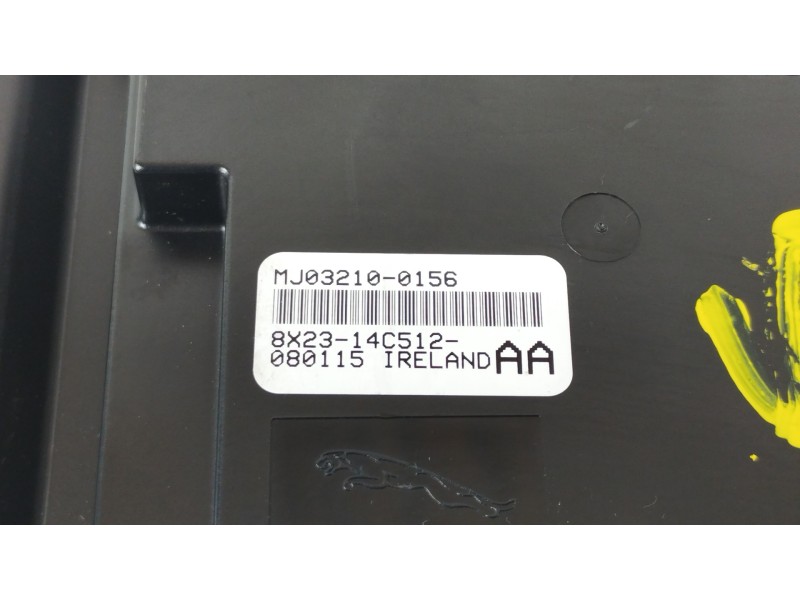 MJ03210-0156
8X23-14C512-
080115 IRELAND AA